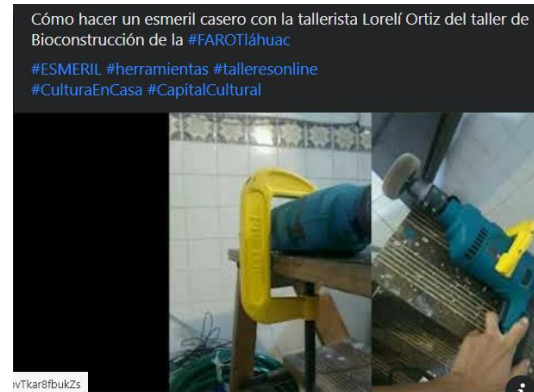 Cómo hacer un esmeril casero con la tallerista Lorelí Ortiz del taller de
Bioconstrucción de la #FAROTláhuac
#ESMERIL #herramientas #talleresonline
#CulturaEnCasa #CapitalCultural